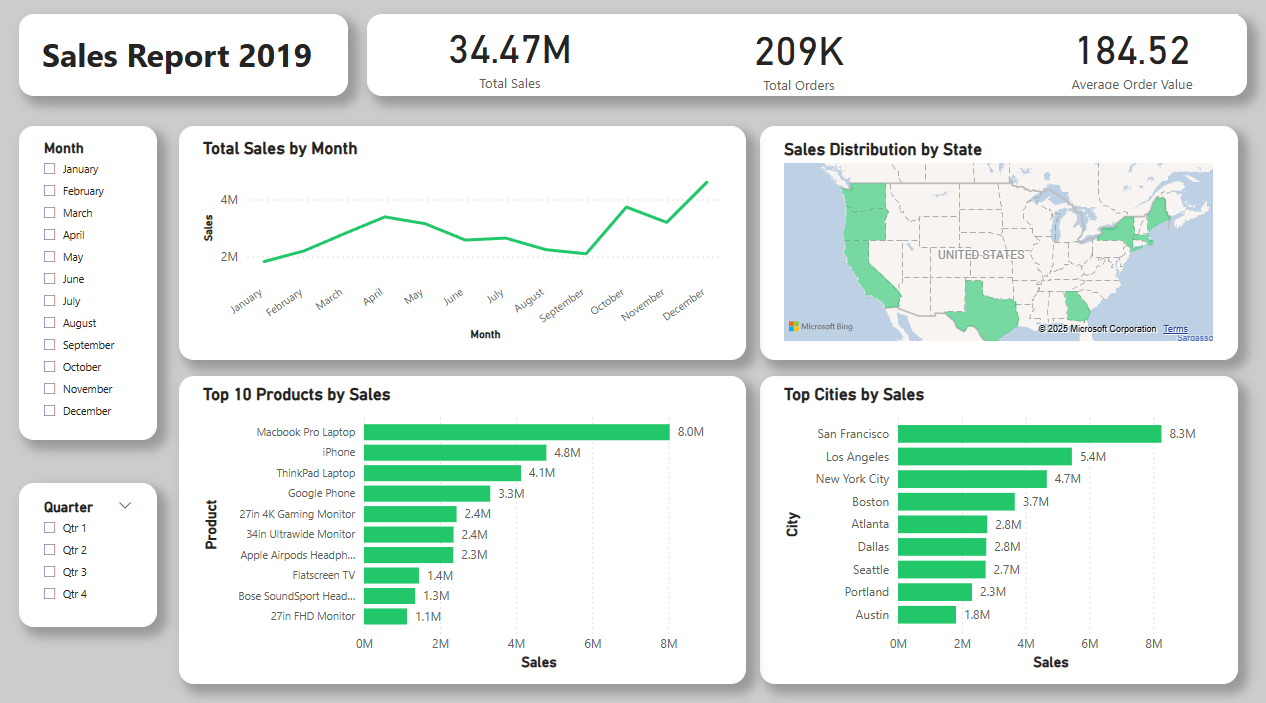 Sales Report 2019
34.47M
Total Sales
209K
Total Orders
184.52
Average Order Value
Month
January
February
March
April
May
June
July
August
September
October
November
December
Quarter
Qtr 1
Qtr 2
Qtr 3
Qtr 4
Total Sales by Month
Sales
4M
2M
January
February
March
April
May
June
July
August
September
October
November
December
Month
Sales Distribution by State
UNITED STATES
Microsoft Bing
© 2025 Microsoft Corporation Terms
Sargasso
Top 10 Products by Sales
Product
Macbook Pro Laptop 8.0M
iPhone 4.8M
ThinkPad Laptop 4.1M
Google Phone 3.3M
27in 4K Gaming Monitor 2.4M
34in Ultrawide Monitor 2.4M
Apple Airpods Headph... 2.3M
Flatscreen TV 1.4M
Bose SoundSport Head... 1.3M
27in FHD Monitor 1.1M
0M 2M 4M 6M 8M
Sales
Top Cities by Sales
City
San Francisco 8.3M
Los Angeles 5.4M
New York City 4.7M
Boston 3.7M
Atlanta 2.8M
Dallas 2.8M
Seattle 2.7M
Portland 2.3M
Austin 1.8M
0M 2M 4M 6M 8M
Sales